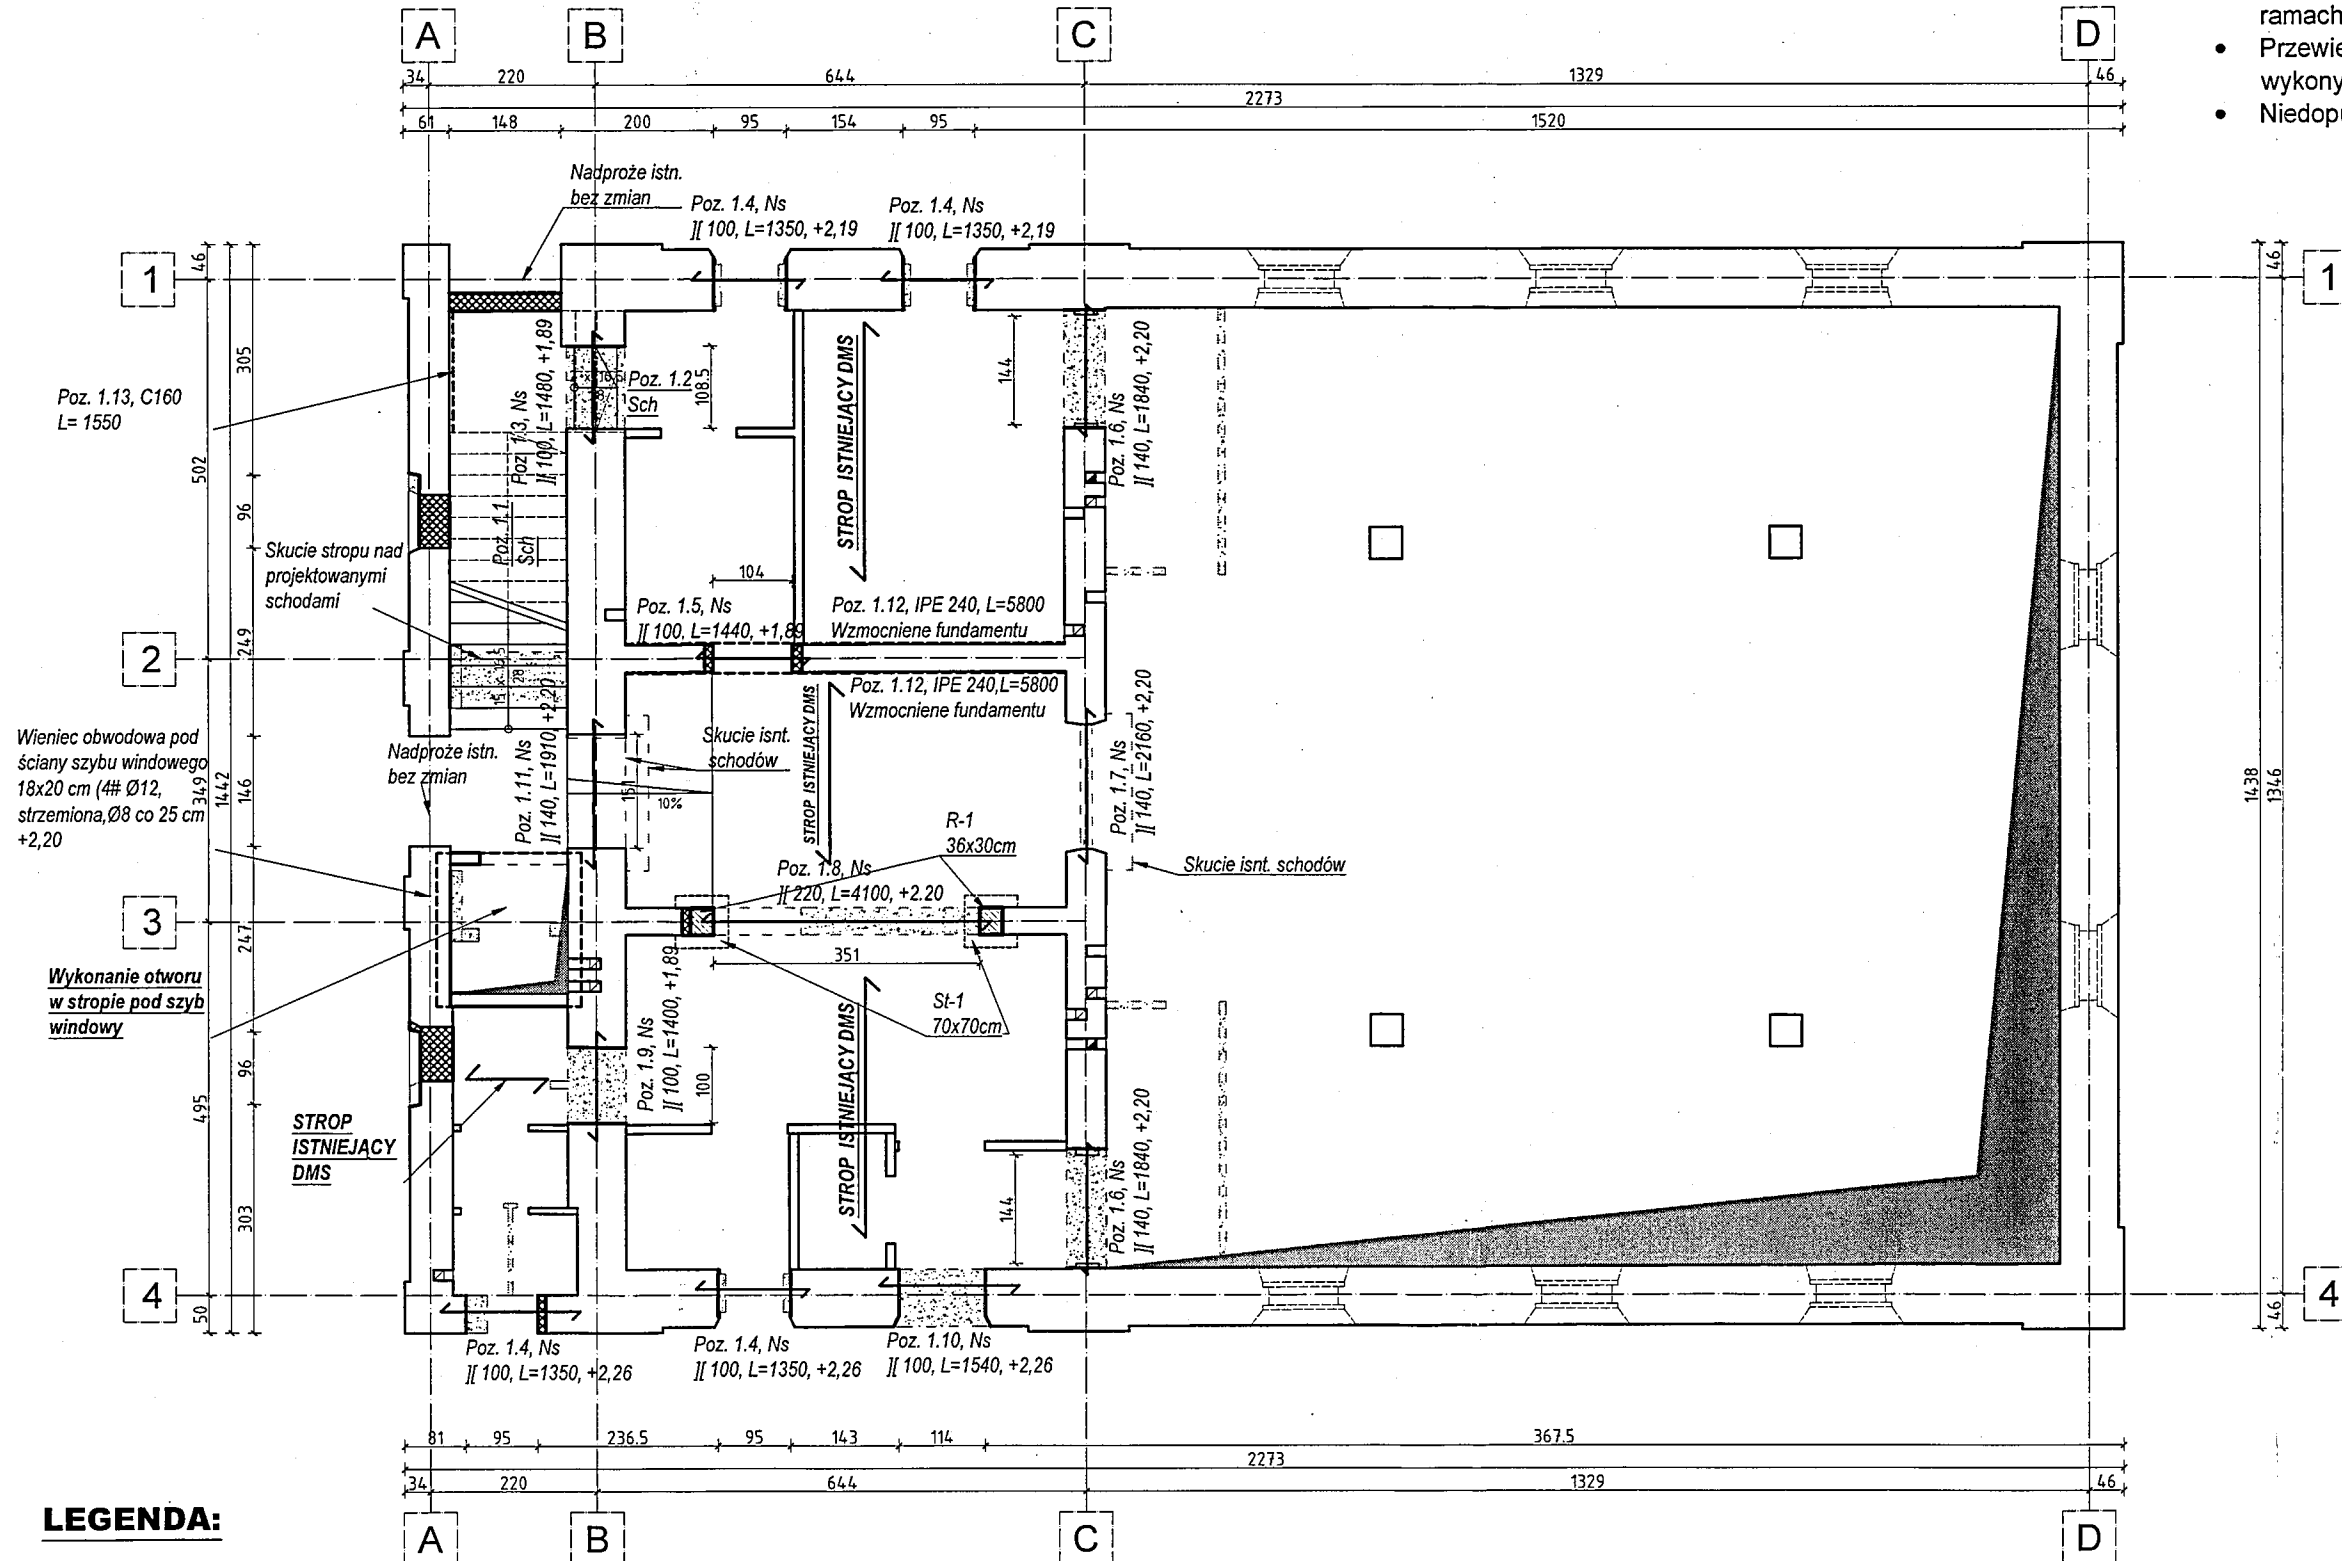 A
B
C
D
ramach
• Przewie
wykony
• Niedopu
34
220
644
1329
46
2273
61
148
200
95
154
95
1520
Nadproże istn.
bez zmian
Poz. 1.4, Ns
][ 100, L=1350, +2,19
Poz. 1.4, Ns
][ 100, L=1350, +2,19
1
1
46
305
502
96
249
349
1442
146
247
96
495
303
50
46
1438
1346
46
Poz. 1.13, C160
L= 1550
Poz. 1.3, Ns
][ 100, L=1480, +1,89
Poz. 1.2
Sch
108.5
STROP ISTNIEJĄCY DMS
144
Poz. 1.6, Ns
][ 140, L=1840, +2,20
Poz. 1.1
Sch
Skucie stropu nad
projektowanymi
schodami
104
Poz. 1.5, Ns
][ 100, L=1440, +1,89
Poz. 1.12, IPE 240, L=5800
Wzmocniene fundamentu
2
28
Poz. 1.12, IPE 240,L=5800
Wzmocniene fundamentu
Wieniec obwodowa pod
ściany szybu windowego
18x20 cm (4# Ø12,
strzemiona,Ø8 co 25 cm
+2,20
Nadproże istn.
bez zmian
Poz. 1.11, Ns
][ 140, L=1910, +2,20
Skucie isnt.
schodów
151
10%
STROP ISTNIEJĄCY DMS
Poz. 1.7, Ns
][ 140, L=2160, +2,20
R-1
36x30cm
Skucie isnt. schodów
Poz. 1.8, Ns
][ 220, L=4100, +2.20
3
351
Wykonanie otworu
w stropie pod szyb
windowy
St-1
70x70cm
Poz. 1.9, Ns
][ 100, L=1400, +1,89
100
STROP ISTNIEJĄCY DMS
STROP
ISTNIEJĄCY
DMS
144
Poz. 1.6, Ns
][ 140, L=1840, +2,20
4
4
Poz. 1.4, Ns
][ 100, L=1350, +2,26
Poz. 1.4, Ns
][ 100, L=1350, +2,26
Poz. 1.10, Ns
][ 100, L=1540, +2,26
81
95
236.5
95
143
114
367.5
2273
34
220
644
1329
46
LEGENDA:
A
B
C
D